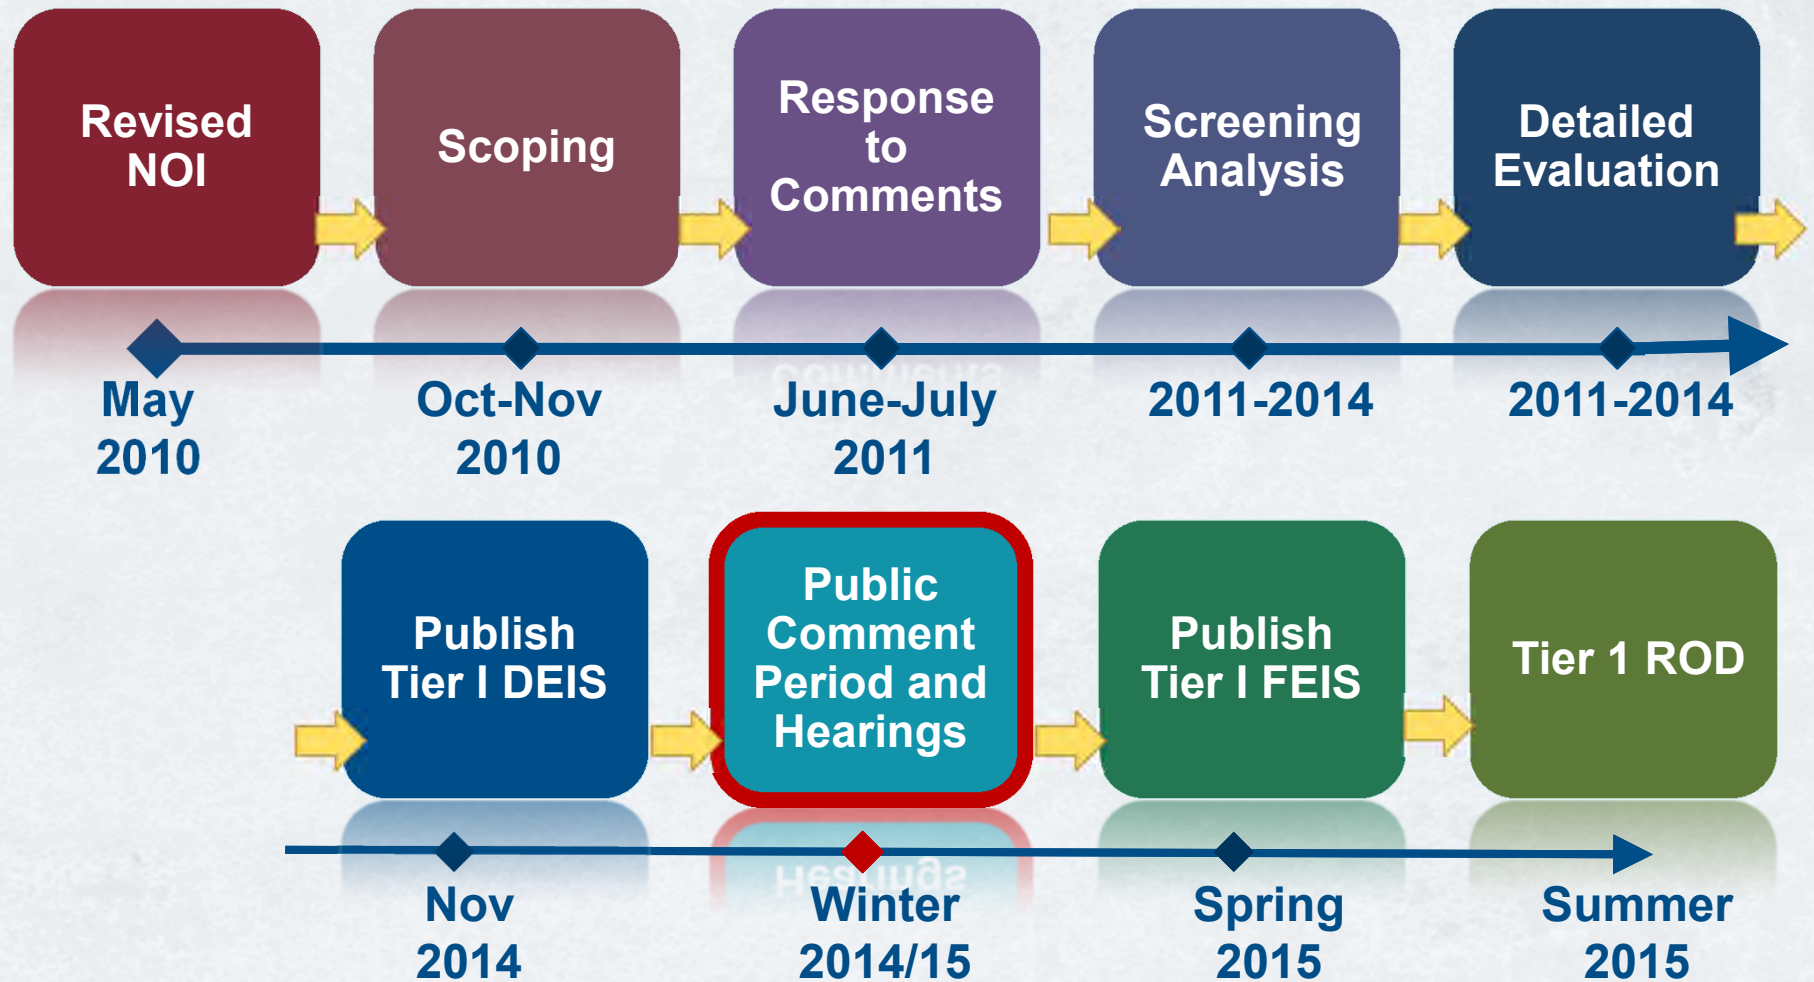 Revised
NOI
Scoping
Response
to
Comments
Screening
Analysis
Detailed
Evaluation
May
2010
Oct-Nov
2010
June-July
2011
2011-2014
2011-2014
Publish
Tier I DEIS
Public
Comment
Period and
Hearings
Publish
Tier I FEIS
Tier 1 ROD
Nov
2014
Winter
2014/15
Spring
2015
Summer
2015